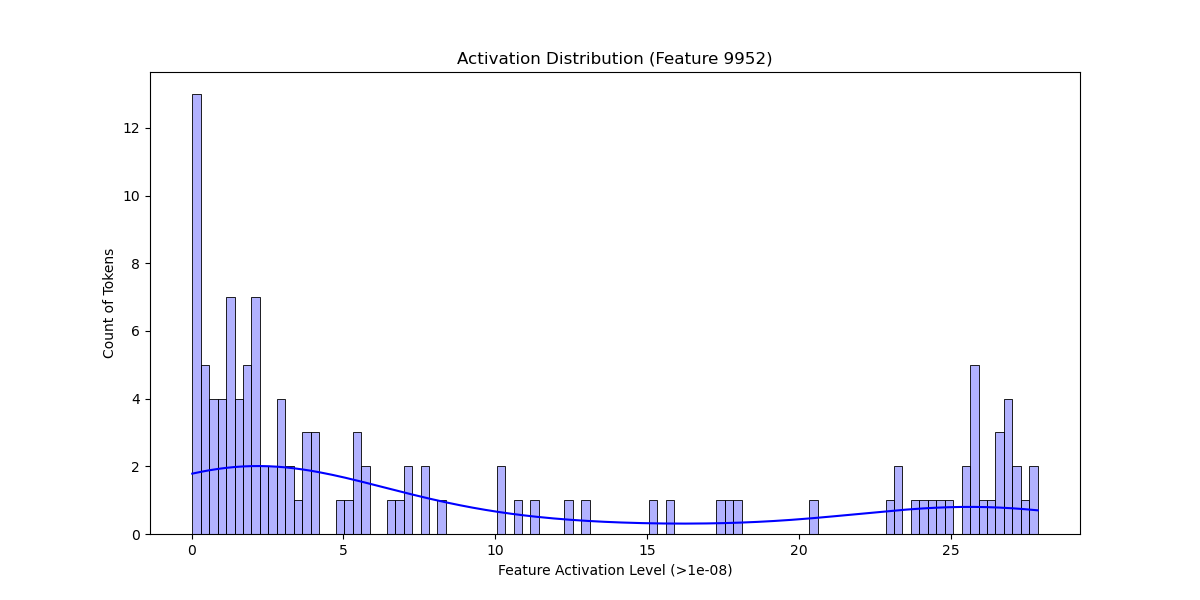 Activation Distribution (Feature 9952)
Count of Tokens
12
10
8
6
4
2
0
0 5 10 15 20 25
Feature Activation Level (>1e-08)